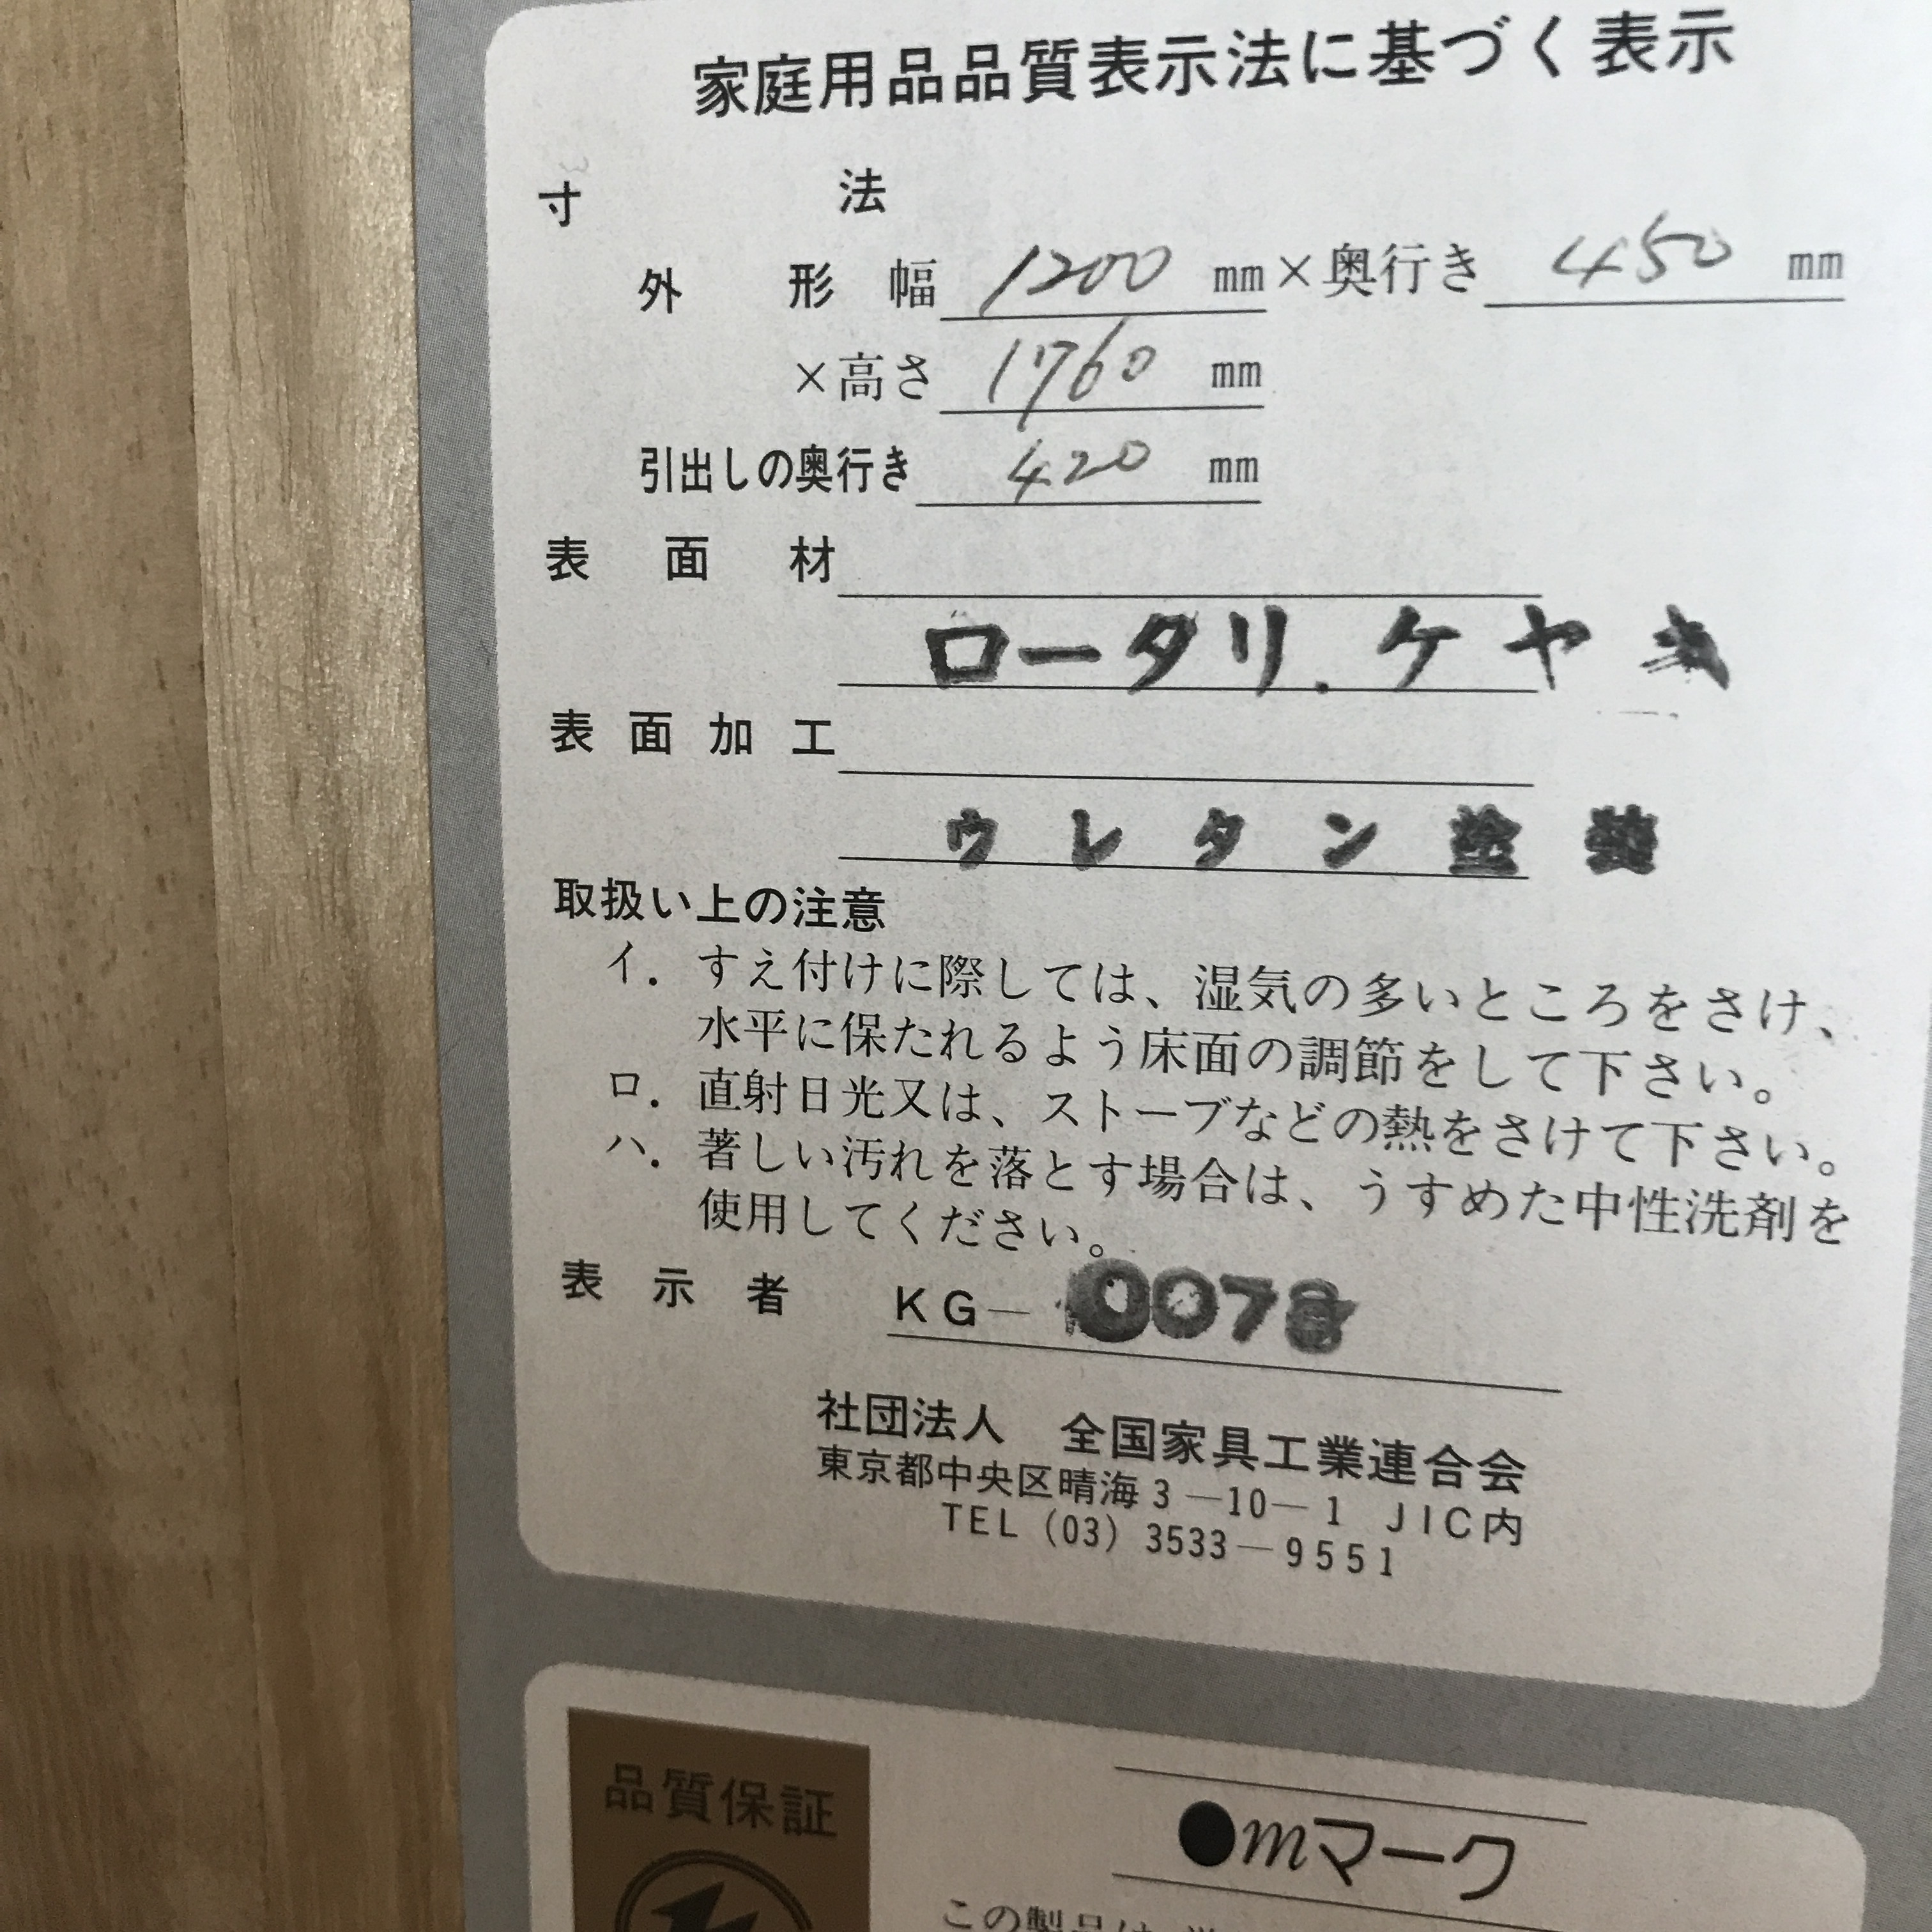 家庭用品品質表示法に基づく表示
寸法
外形幅 1200 mm×奥行き 450 mm
×高さ 1760 mm
引出しの奥行き 420 mm
表面材
ロータリ.ケヤキ
表面加工
ウレタン塗装
取扱い上の注意
イ. すえ付けに際しては、湿気の多いところをさけ、
水平に保たれるよう床面の調節をして下さい。
ロ. 直射日光又は、ストーブなどの熱をさけて下さい。
ハ. 著しい汚れを落とす場合は、うすめた中性洗剤を
使用してください。
表示者 KG― 0078
社団法人 全国家具工業連合会
東京都中央区晴海3―10―1 JIC内
TEL (03) 3533―9551
品質保証
●mマーク
この製品は